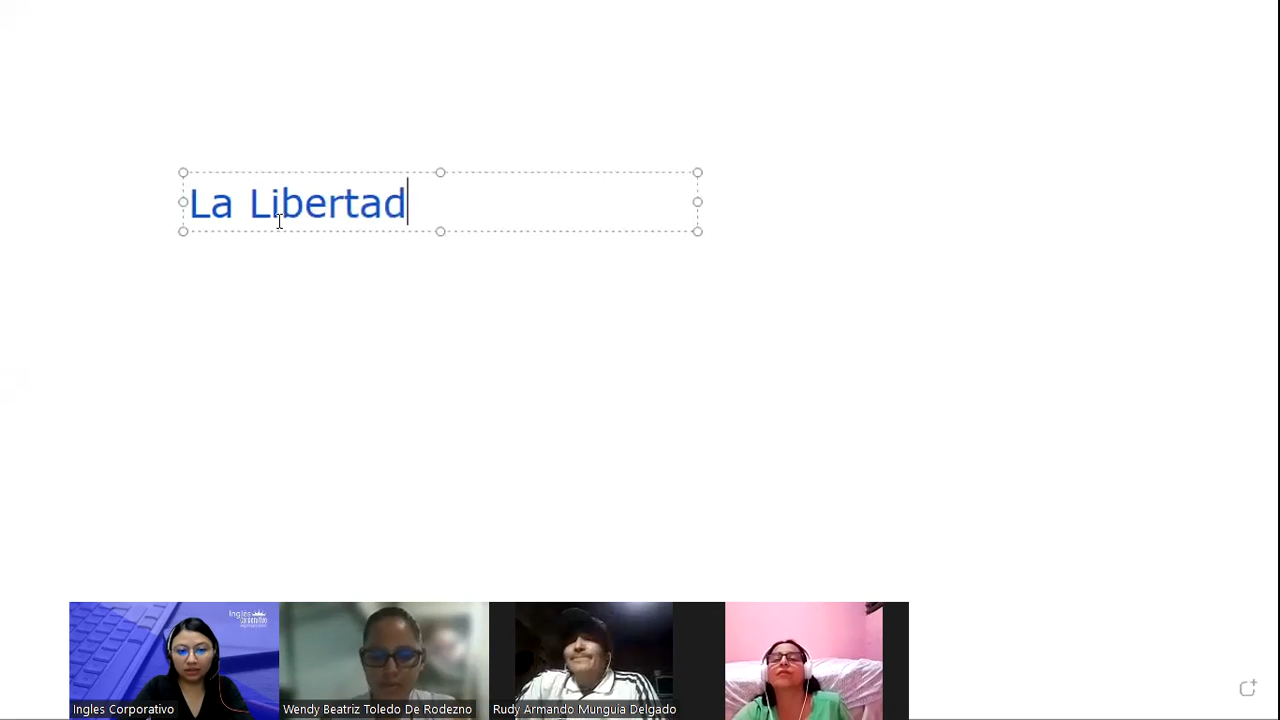 La Libertad
Ingles Corporativo
Wendy Beatriz Toledo De Rodezno
Rudy Armando Munguia Delgado